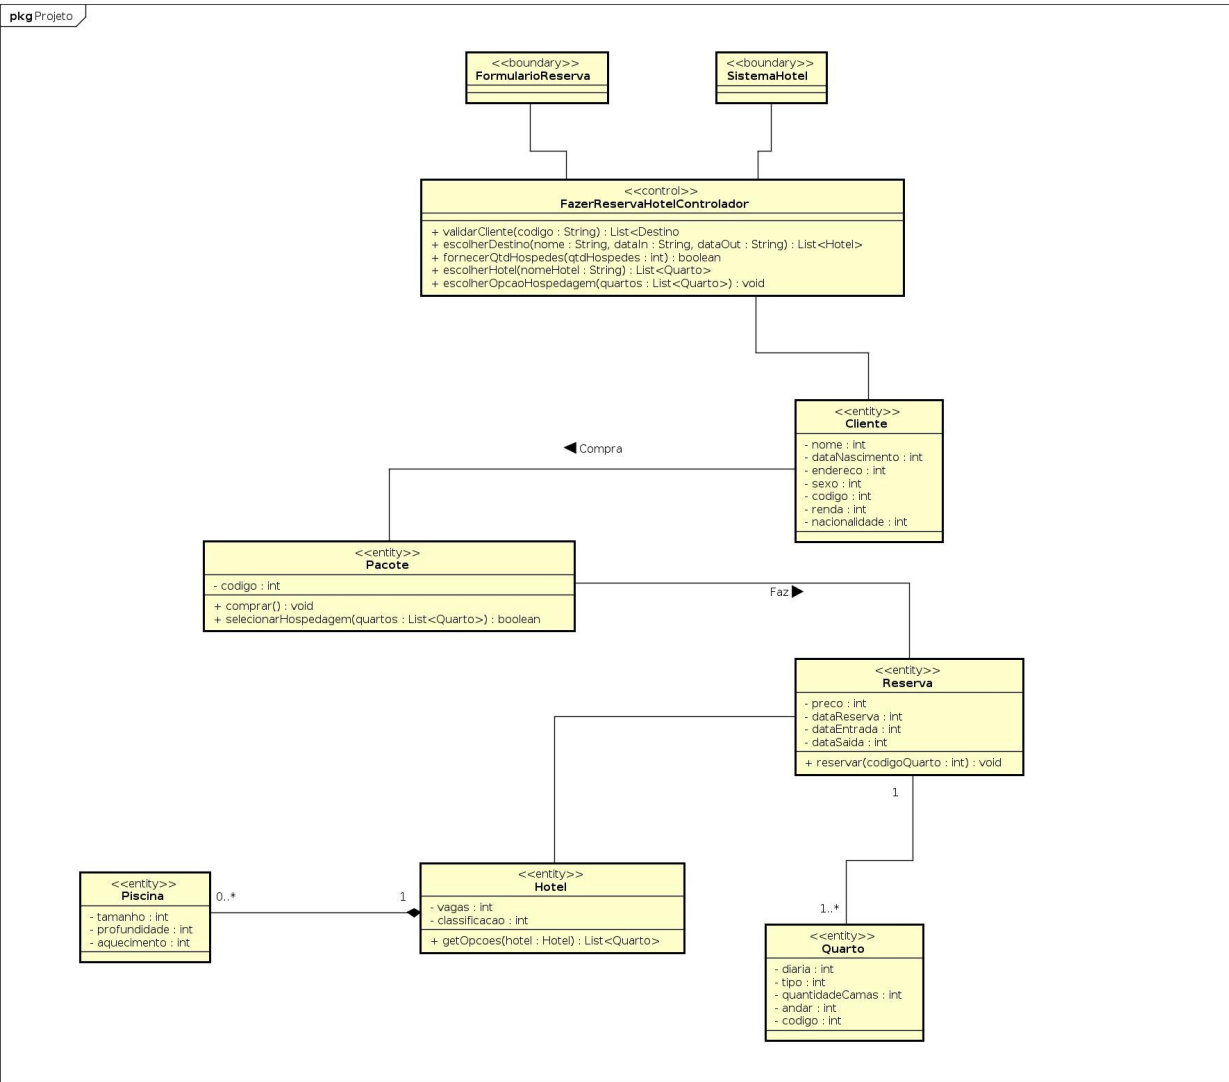 pkg Projeto
<<boundary>>
FormularioReserva
<<boundary>>
SistemaHotel
<<control>>
FazerReservaHotelControlador
+ validarCliente(codigo : String) : List<Destino
+ escolherDestino(nome : String, dataIn : String, dataOut : String) : List<Hotel>
+ fornecerQtdHospedes(qtdHospedes : int) : boolean
+ escolherHotel(nomeHotel : String) : List<Quarto>
+ escolherOpcaoHospedagem(quartos : List<Quarto>) : void
<<entity>>
Cliente
- nome : int
- dataNascimento : int
- endereco : int
- sexo : int
- codigo : int
- renda : int
- nacionalidade : int
Compra
<<entity>>
Pacote
- codigo : int
+ comprar() : void
+ selecionarHospedagem(quartos : List<Quarto>) : boolean
Faz
<<entity>>
Reserva
- preco : int
- dataReserva : int
- dataEntrada : int
- dataSaida : int
+ reservar(codigoQuarto : int) : void
1
1..*
<<entity>>
Piscina
- tamanho : int
- profundidade : int
- aquecimento : int
0..*
1
<<entity>>
Hotel
- vagas : int
- classificacao : int
+ getOpcoes(hotel : Hotel) : List<Quarto>
<<entity>>
Quarto
- diaria : int
- tipo : int
- quantidadeCamas : int
- andar : int
- codigo : int